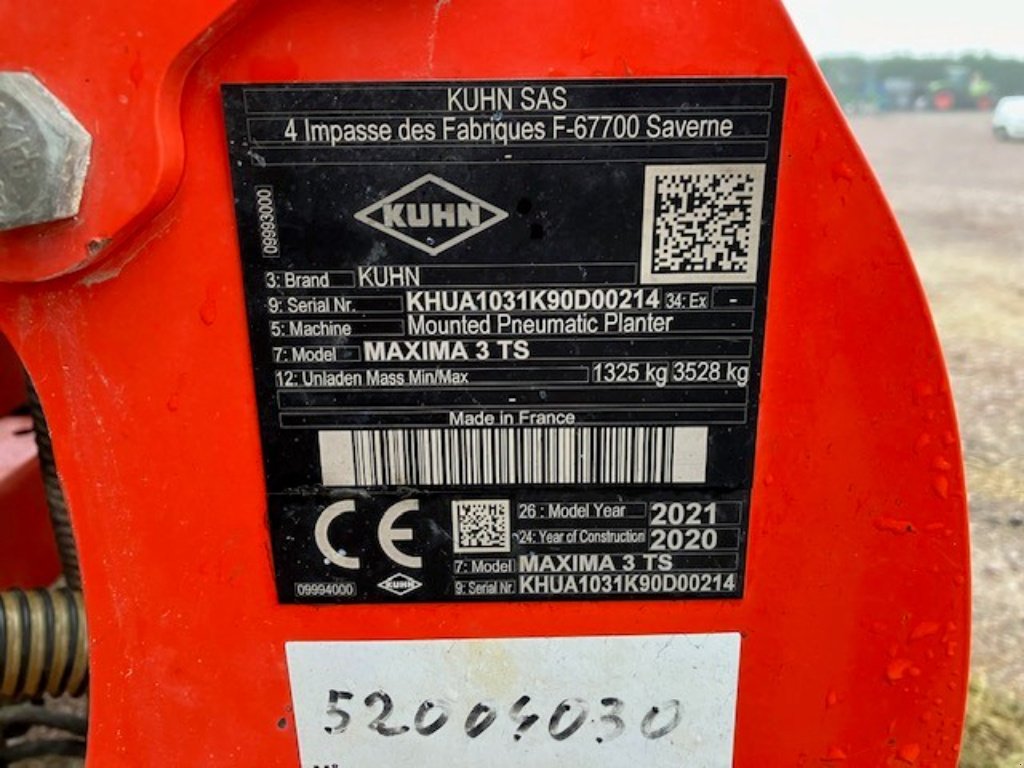 KUHN SAS
4 Impasse des Fabriques F-67700 Saverne
-
KUHN
09993000
3: Brand KUHN
9: Serial Nr. KHUA1031K90D00214 34: Ex -
5: Machine Mounted Pneumatic Planter
7: Model MAXIMA 3 TS
12: Unladen Mass Min/Max 1325 kg 3528 kg
-
Made in France
CE
26 : Model Year 2021
24: Year of Construction 2020
7: Model MAXIMA 3 TS
9: Serial Nr KHUA1031K90D00214
09994000 KUHN
52004030